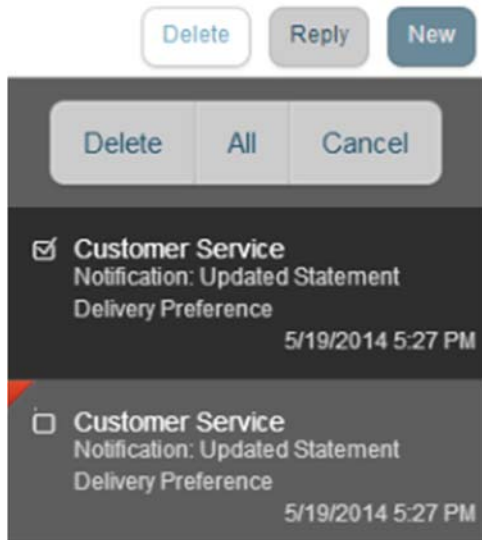 Delete Reply New
Delete All Cancel
Customer Service
Notification: Updated Statement
Delivery Preference
5/19/2014 5:27 PM
Customer Service
Notification: Updated Statement
Delivery Preference
5/19/2014 5:27 PM